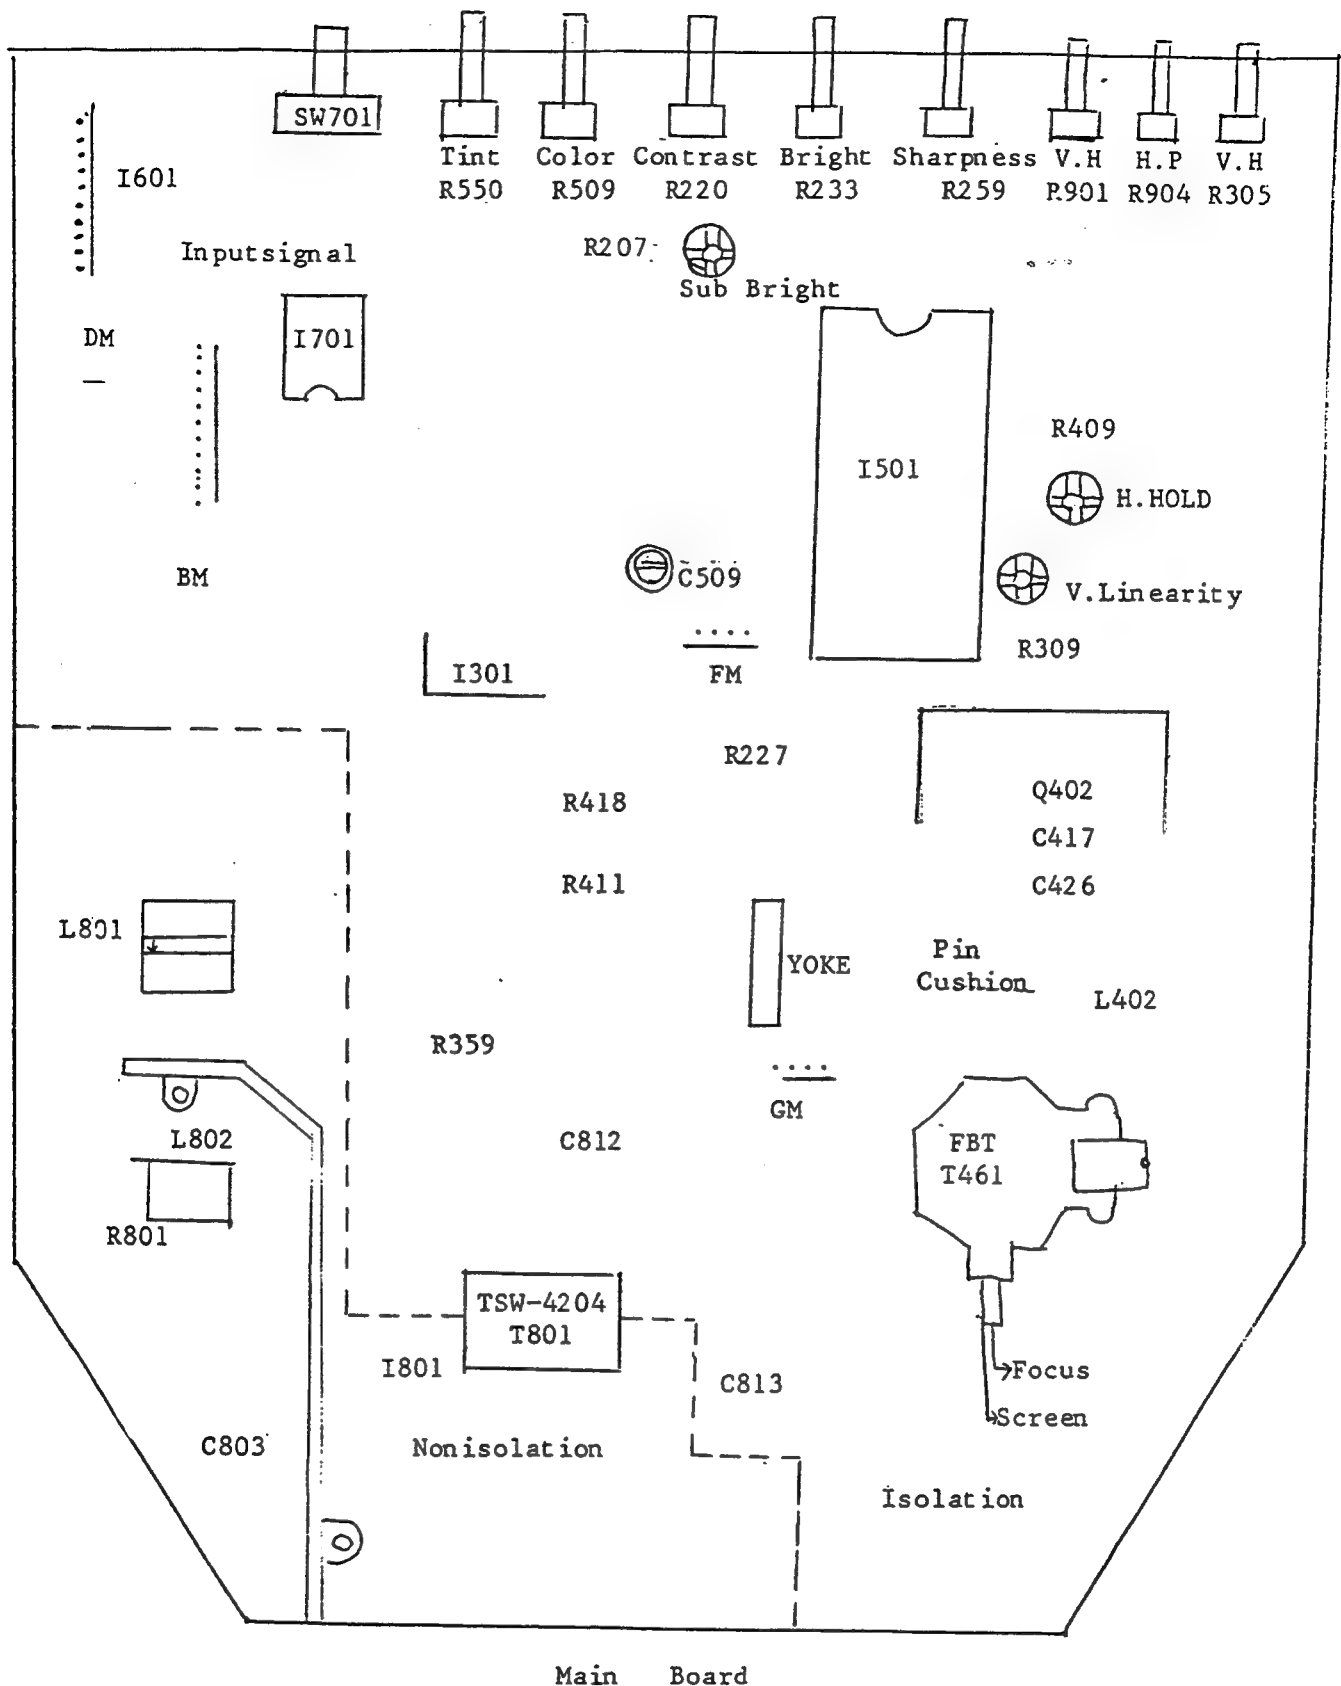 SW701
Tint Color Contrast Bright Sharpness V.H H.P V.H
R550 R509 R220 R233 R259 R901 R904 R305
I601
Inputsignal
R207
Sub Bright
DM
I701
R409
I501
H.HOLD
BM
C509
V.Linearity
R309
I301
FM
R227
R418
Q402
C417
R411
C426
L801
YOKE
Pin
Cushion
L402
R359
GM
L802
C812
FBT
T461
R801
TSW-4204
T801
I801
C813
Focus
Screen
C803
Nonisolation
Isolation
Main Board